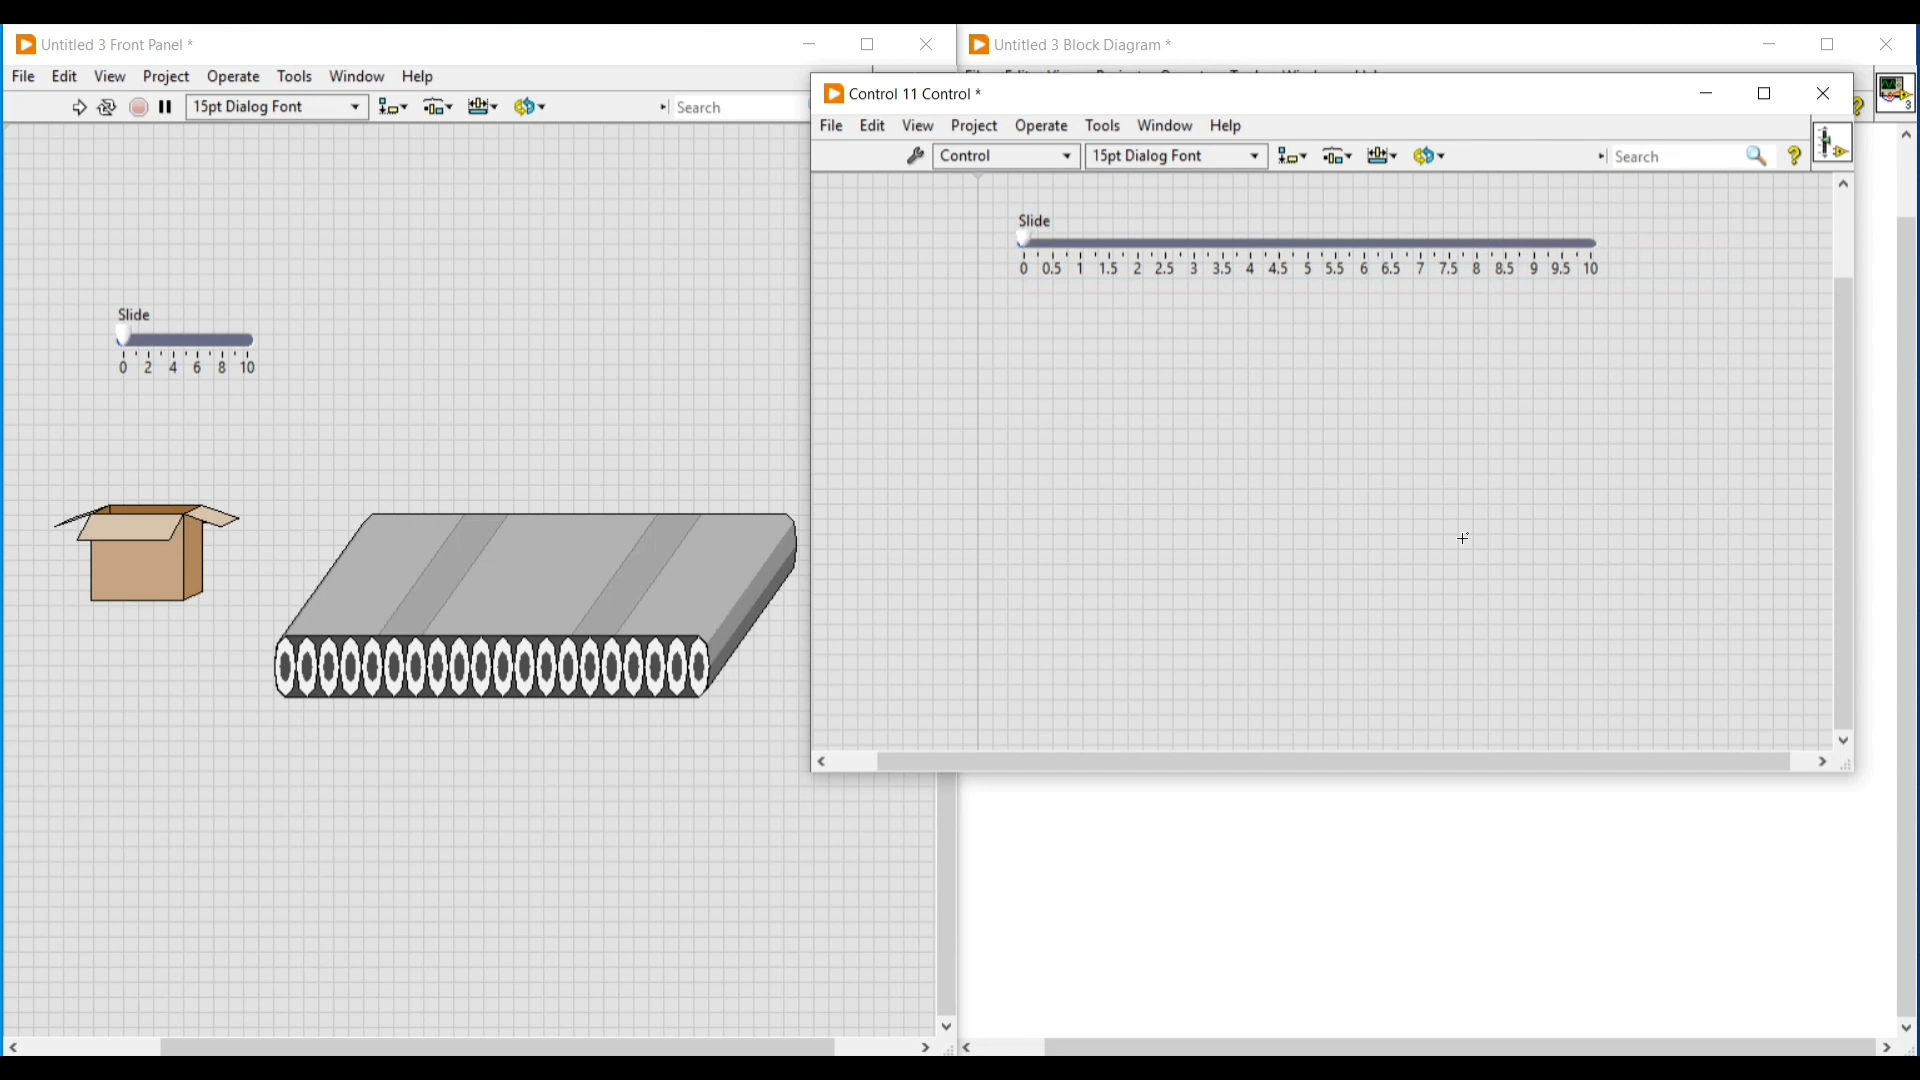 Untitled 3 Front Panel *
File Edit View Project Operate Tools Window Help
15pt Dialog Font
Search
Slide
0 2 4 6 8 10
Untitled 3 Block Diagram *
3
Control 11 Control *
File Edit View Project Operate Tools Window Help
Control
15pt Dialog Font
Search
Slide
0 0.5 1 1.5 2 2.5 3 3.5 4 4.5 5 5.5 6 6.5 7 7.5 8 8.5 9 9.5 10